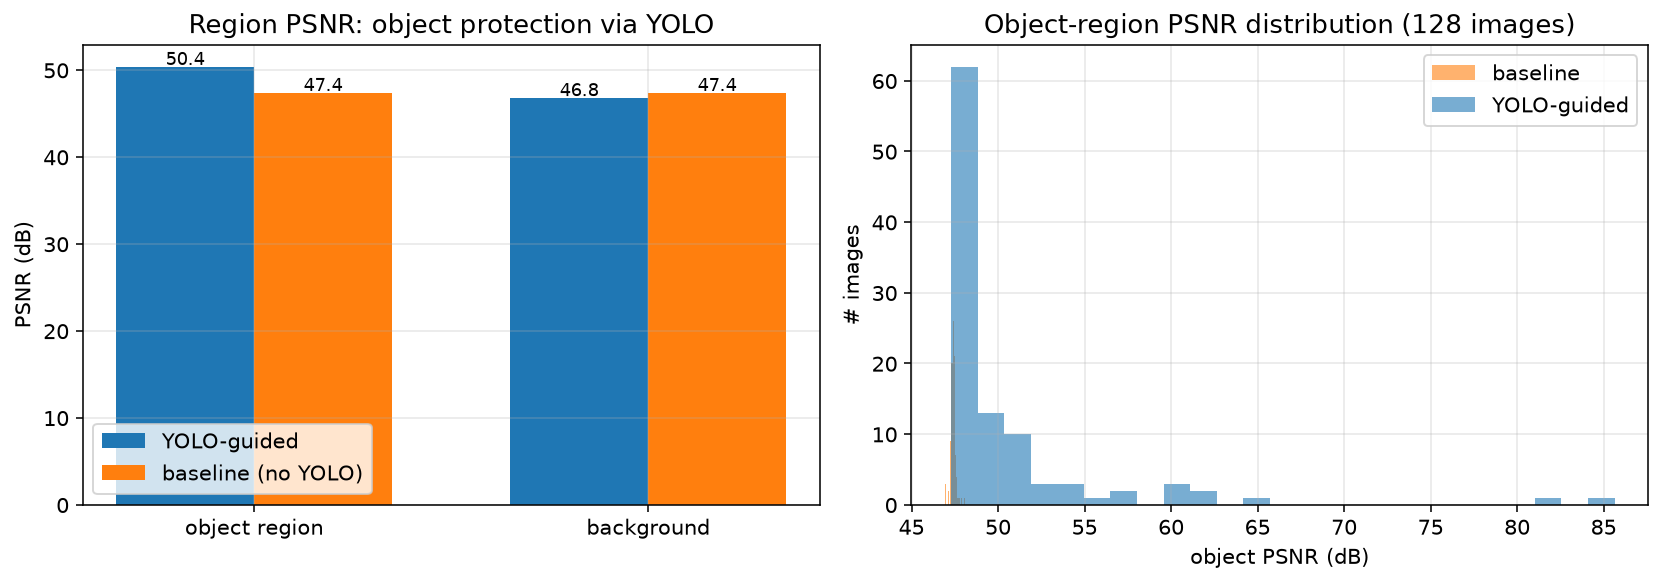 Region PSNR: object protection via YOLO
50.4
47.4
46.8
47.4
50
40
30
20
10
0
PSNR (dB)
YOLO-guided
baseline (no YOLO)
object region
background
Object-region PSNR distribution (128 images)
baseline
YOLO-guided
60
50
40
30
20
10
0
# images
45
50
55
60
65
70
75
80
85
object PSNR (dB)